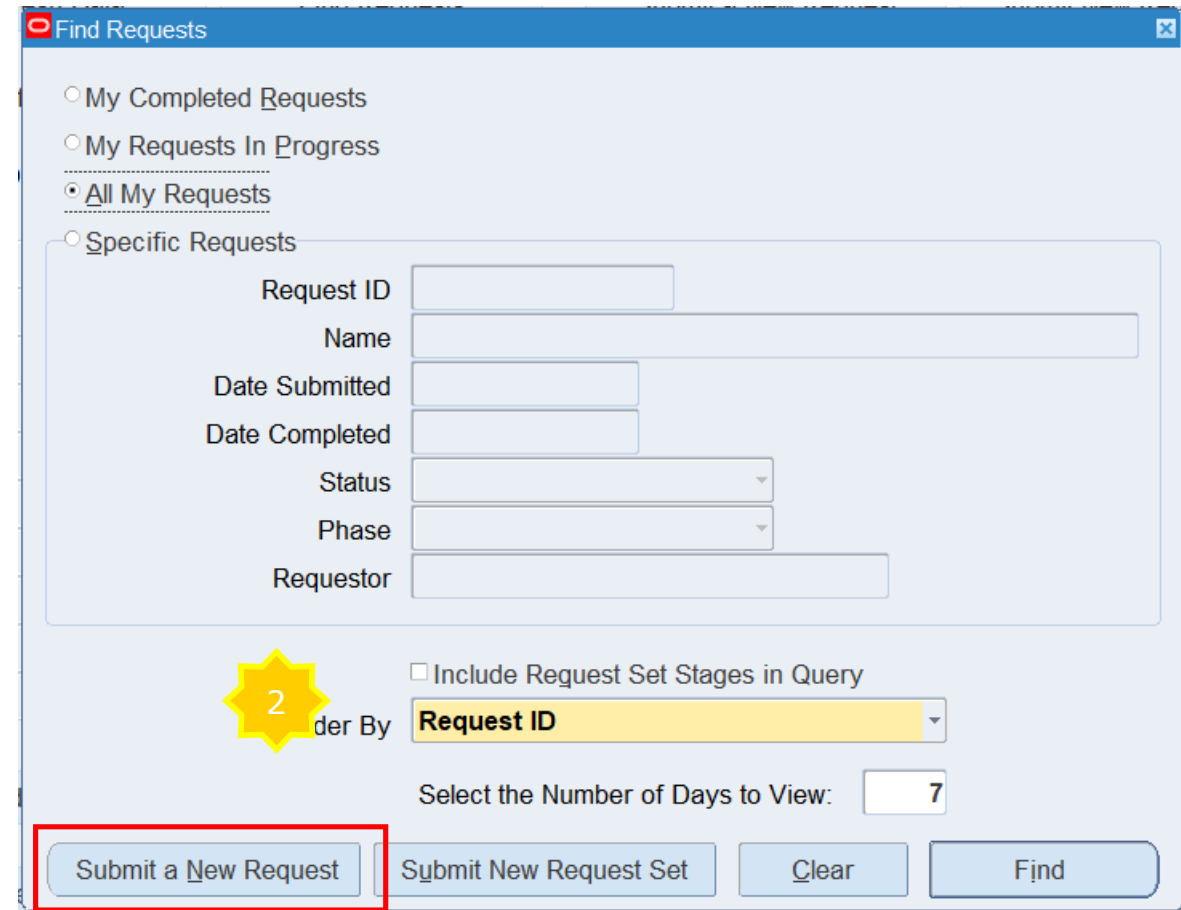 Find Requests
My Completed Requests
My Requests In Progress
All My Requests
Specific Requests
Request ID
Name
Date Submitted
Date Completed
Status
Phase
Requestor
Include Request Set Stages in Query
2
der By Request ID
Select the Number of Days to View: 7
Submit a New Request Submit New Request Set Clear Find